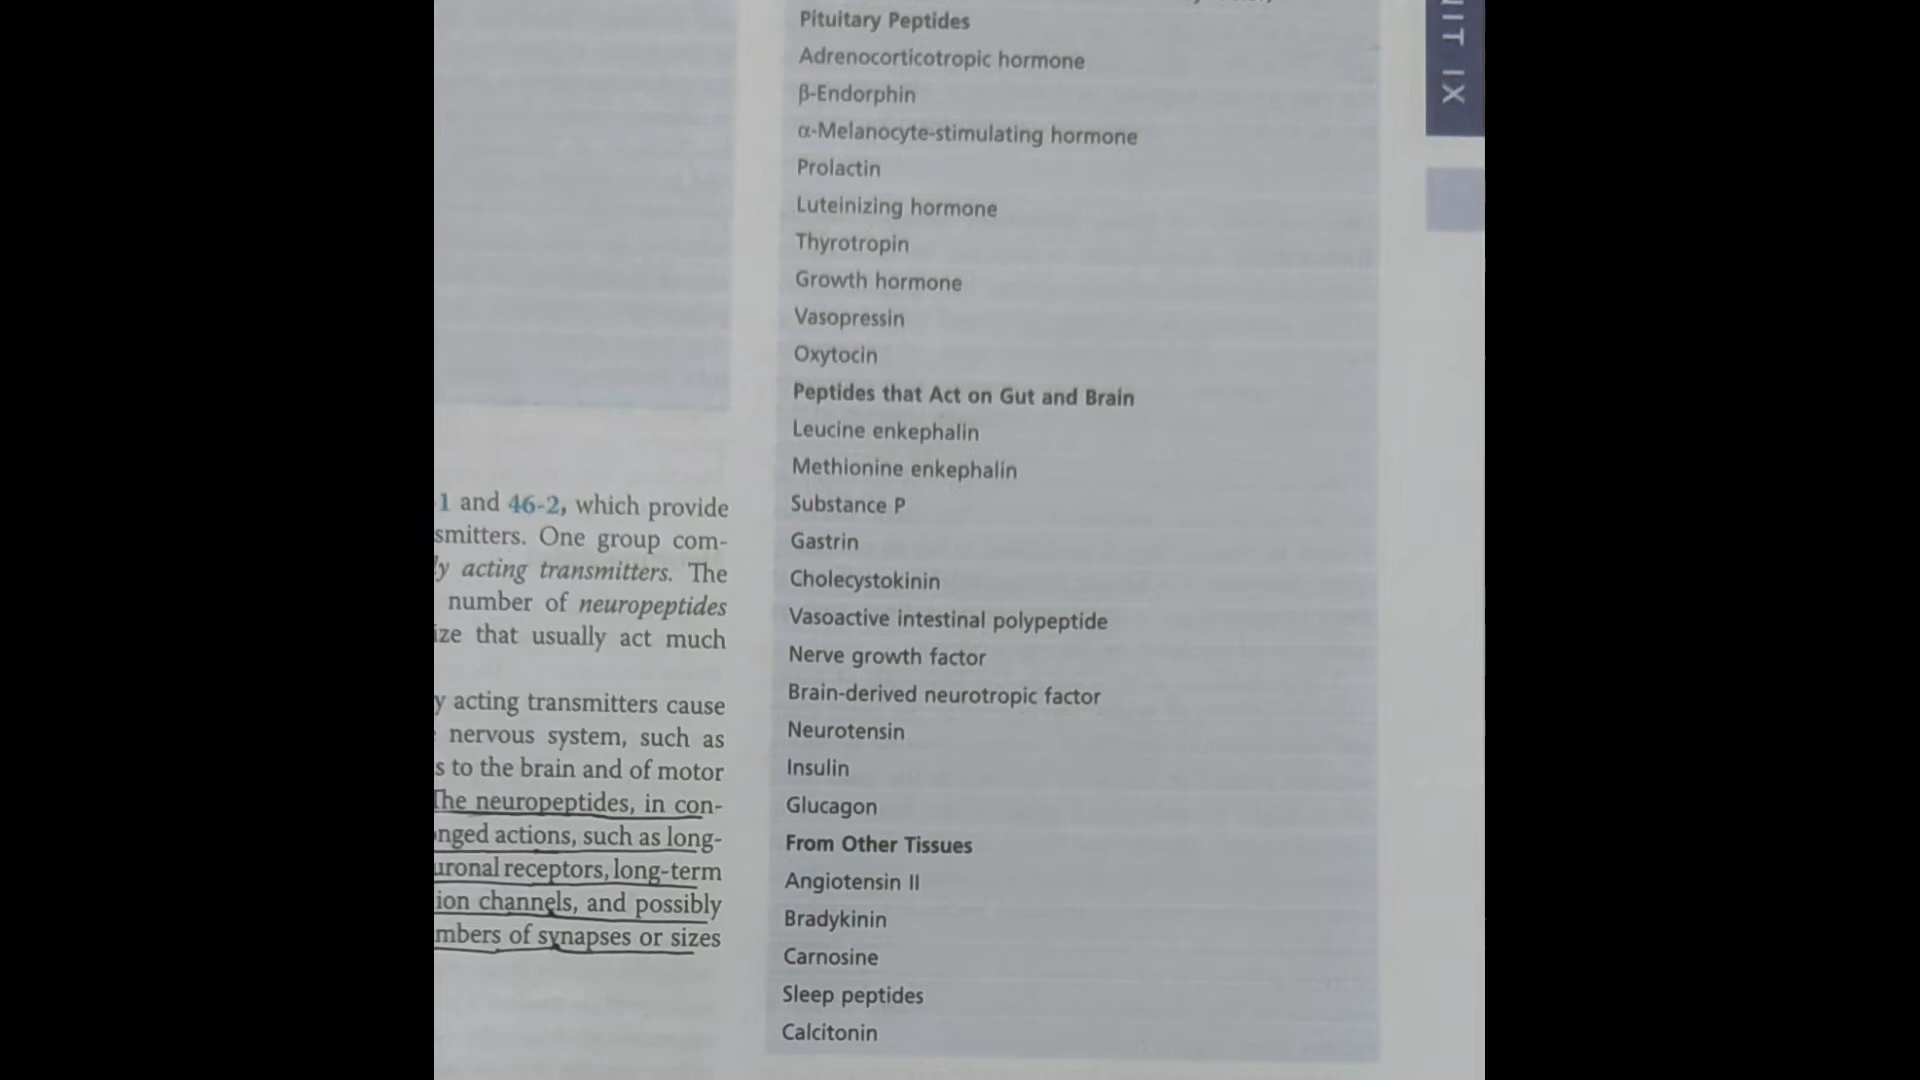 -1 and 46-2, which provide
smitters. One group com-
ly acting transmitters. The
number of neuropeptides
ize that usually act much
y acting transmitters cause
nervous system, such as
s to the brain and of motor
The neuropeptides, in con-
onged actions, such as long-
uronal receptors, long-term
ion channels, and possibly
mbers of synapses or sizes
Pituitary Peptides
Adrenocorticotropic hormone
β-Endorphin
α-Melanocyte-stimulating hormone
Prolactin
Luteinizing hormone
Thyrotropin
Growth hormone
Vasopressin
Oxytocin
Peptides that Act on Gut and Brain
Leucine enkephalin
Methionine enkephalin
Substance P
Gastrin
Cholecystokinin
Vasoactive intestinal polypeptide
Nerve growth factor
Brain-derived neurotropic factor
Neurotensin
Insulin
Glucagon
From Other Tissues
Angiotensin II
Bradykinin
Carnosine
Sleep peptides
Calcitonin
NIT IX